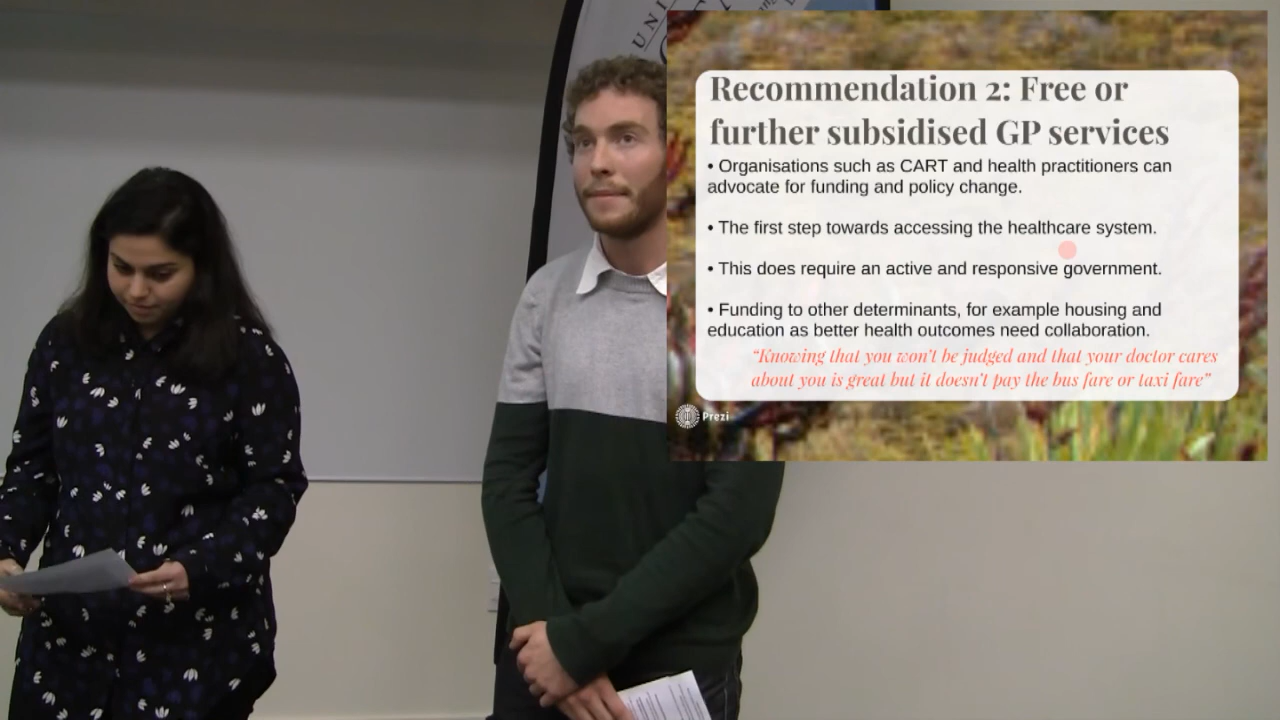 UNI
Recommendation 2: Free or
further subsidised GP services
• Organisations such as CART and health practitioners can
advocate for funding and policy change.
• The first step towards accessing the healthcare system.
• This does require an active and responsive government.
• Funding to other determinants, for example housing and
education as better health outcomes need collaboration.
“Knowing that you won't be judged and that your doctor cares
about you is great but it doesn't pay the bus fare or taxi fare”
Prezi